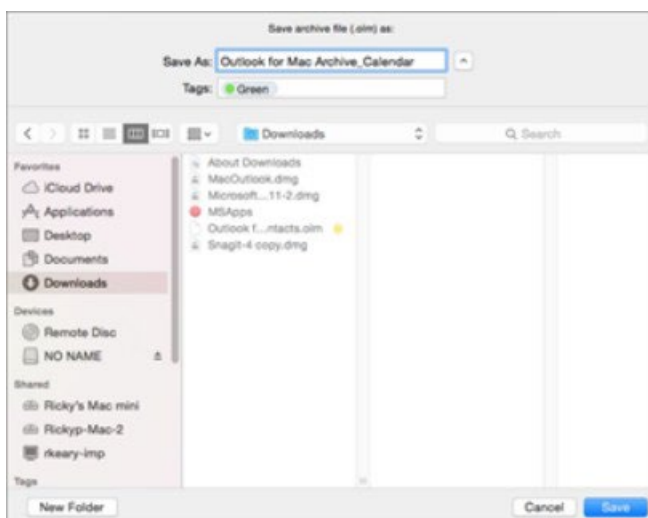 Save archive file (.olm) as:
Save As: Outlook for Mac Archive_Calendar
Tags: Green
Downloads
Search
Favorites
iCloud Drive
Applications
Desktop
Documents
Downloads
Devices
Remote Disc
NO NAME
Shared
Ricky's Mac mini
Rickyp-Mac-2
rkeary-imp
Tags
About Downloads
MacOutlook.dmg
Microsoft...11-2.dmg
MSApps
Outlook f...ntacts.olm
Snagit-4 copy.dmg
New Folder
Cancel
Save